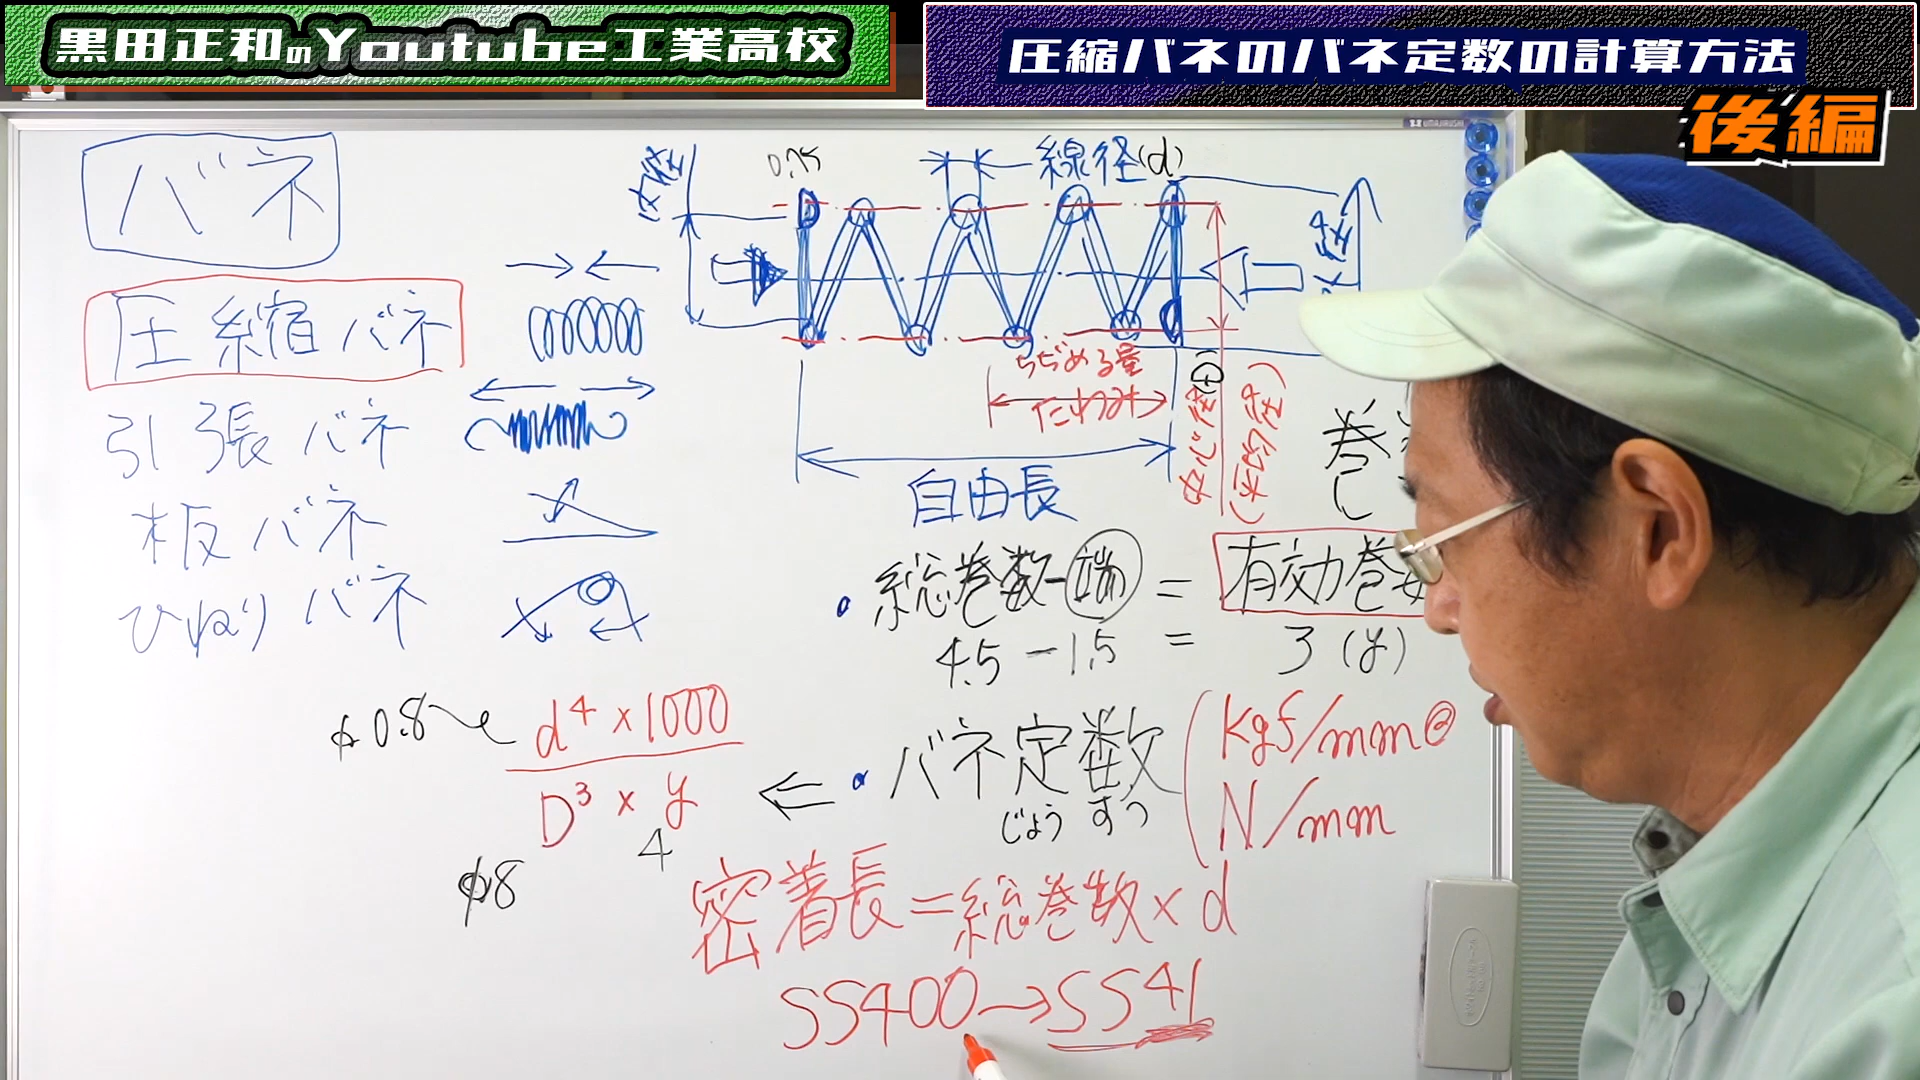 黒田正和のYoutube工業高校
圧縮バネのバネ定数の計算方法
後編
バネ
圧縮バネ
引張バネ
板バネ
ひねりバネ
内径
0.75
線径(d)
外径
ちぢめる量
たわみ
自由長
中心径(D)
巻
総巻数-端 = 有効巻数
4.5 - 1.5 = 3 (y)
φ0.8
d⁴ × 1000
D³ × y
4
φ8
バネ定数
じょうすう
Kgf/mm
N/mm
密着長=総巻数×d
SS400→SS41